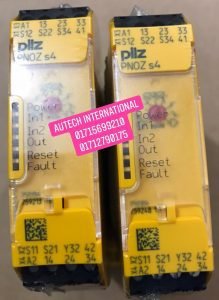 A1 13 23 33
S12 S22 S34 41
pilz
PNOZ s4
Power
In1
In2
Out
Reset
Fault
S11 S21 Y32 42
A2 14 24 34
A1 13 23 33
S12 S22 S34 41
pilz
PNOZ s4
Power
In1
In2
Out
Reset
Fault
S11 S21 Y32 42
A2 14 24 34
AUTECH INTERNATIONAL
01715699210
01712790175